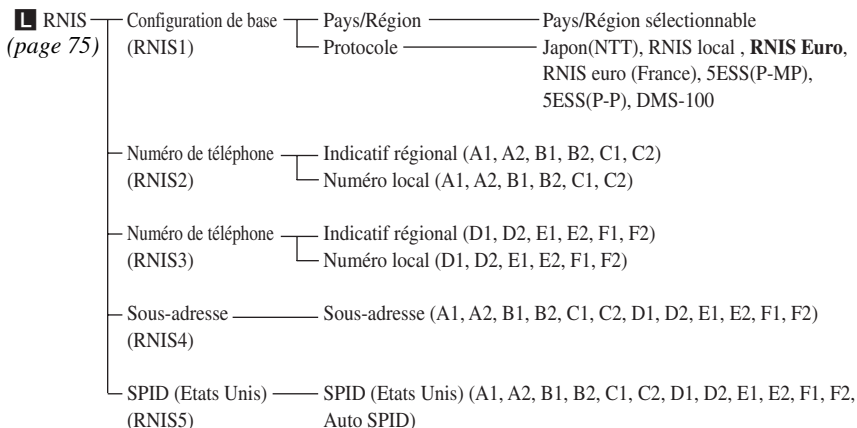 L RNIS Configuration de base Pays/Région Pays/Région sélectionnable
(page 75) (RNIS1) Protocole Japon(NTT), RNIS local , RNIS Euro,
RNIS euro (France), 5ESS(P-MP),
5ESS(P-P), DMS-100
Numéro de téléphone Indicatif régional (A1, A2, B1, B2, C1, C2)
(RNIS2) Numéro local (A1, A2, B1, B2, C1, C2)
Numéro de téléphone Indicatif régional (D1, D2, E1, E2, F1, F2)
(RNIS3) Numéro local (D1, D2, E1, E2, F1, F2)
Sous-adresse Sous-adresse (A1, A2, B1, B2, C1, C2, D1, D2, E1, E2, F1, F2)
(RNIS4)
SPID (Etats Unis) SPID (Etats Unis) (A1, A2, B1, B2, C1, C2, D1, D2, E1, E2, F1, F2,
(RNIS5) Auto SPID)